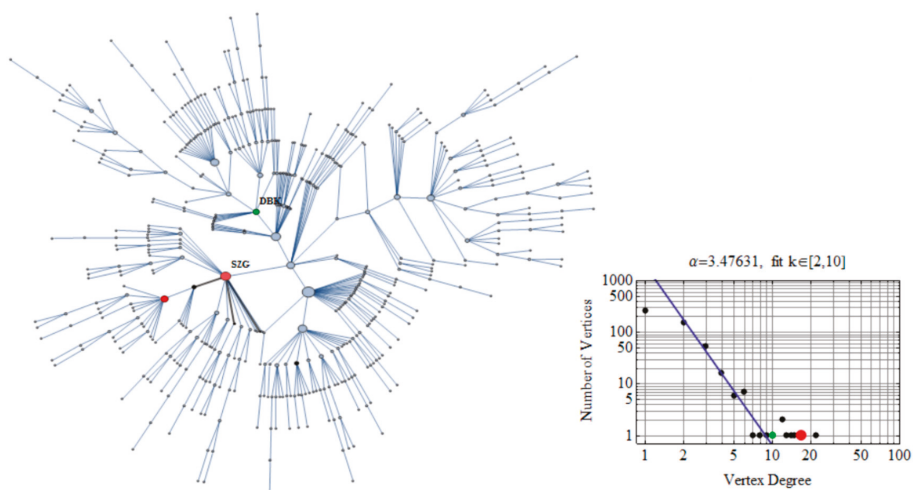 DBK
SZG
α=3.47631, fit k∈[2,10]
Number of Vertices
1000
500
100
50
10
5
1
1 2 5 10 20 50 100
Vertex Degree